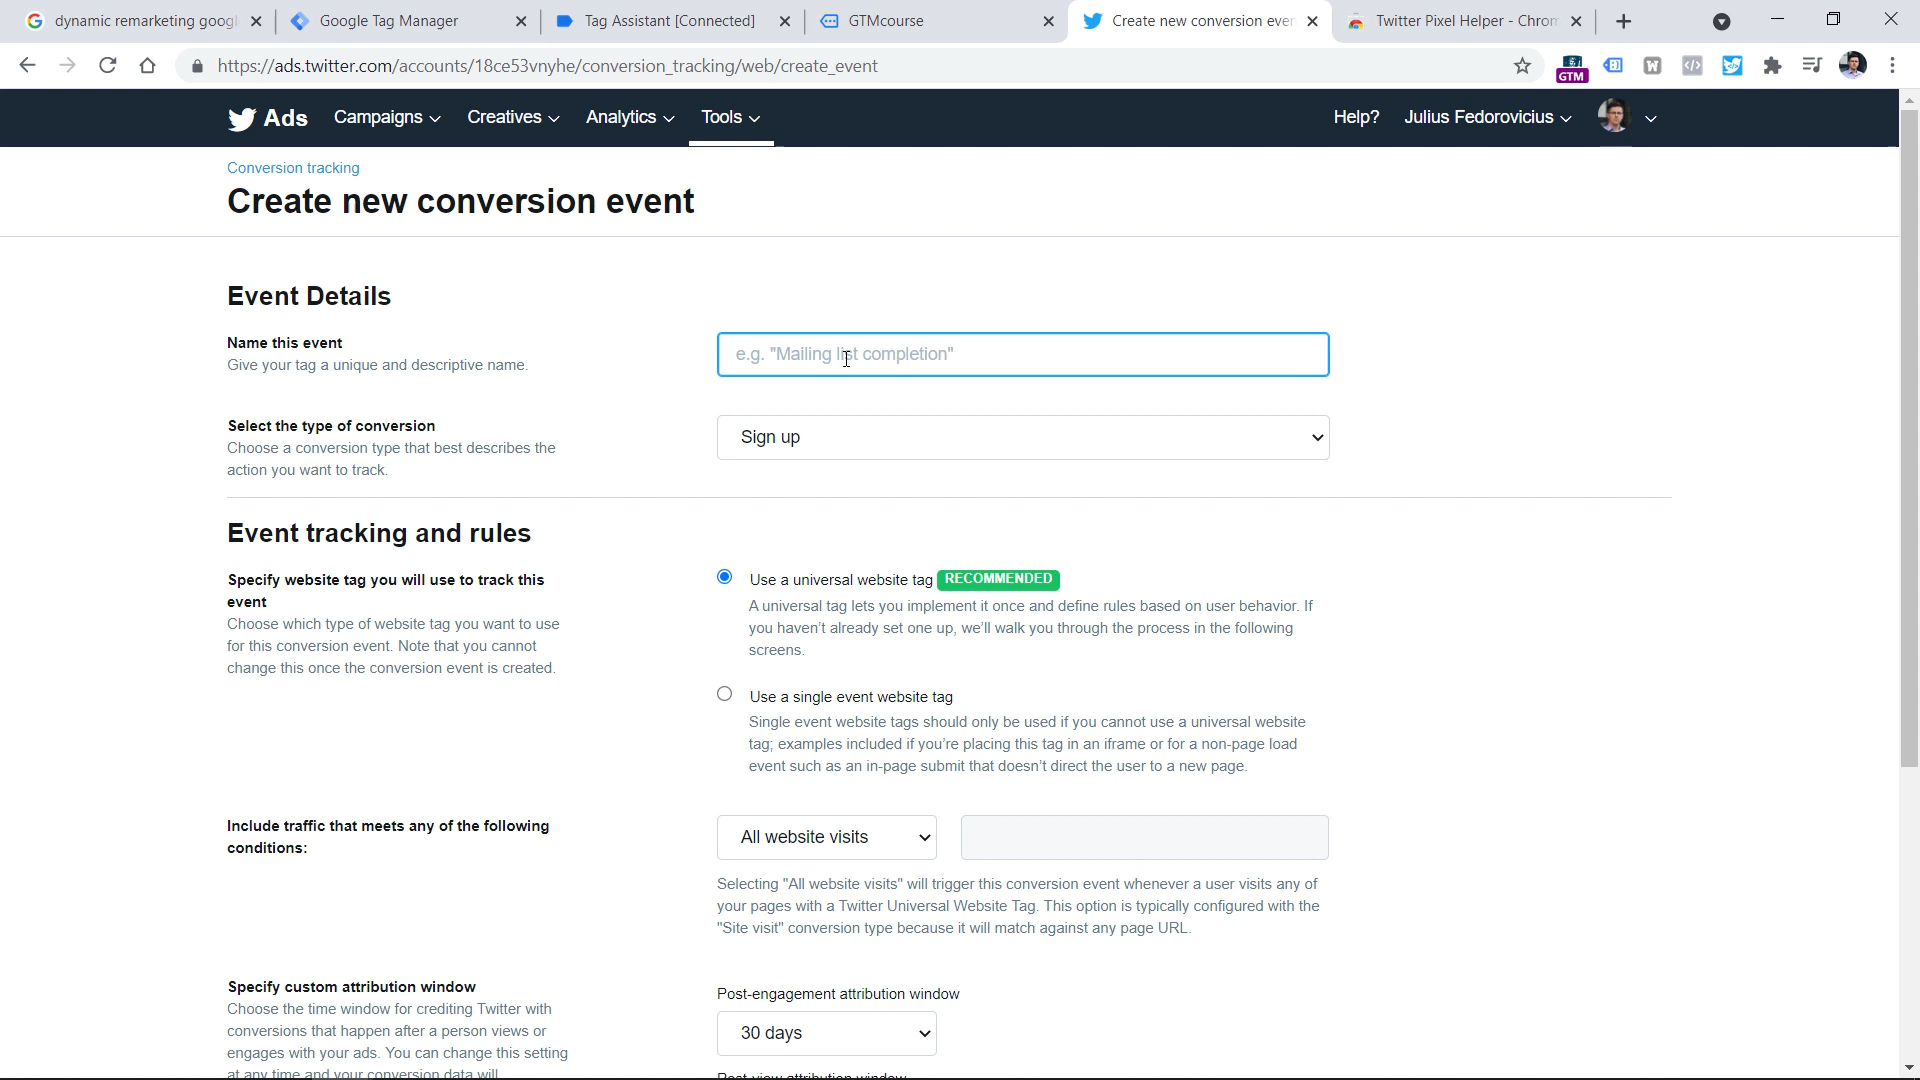 dynamic remarketing googl
Google Tag Manager
Tag Assistant [Connected]
GTMcourse
Create new conversion even
Twitter Pixel Helper - Chrom
https://ads.twitter.com/accounts/18ce53vnyhe/conversion_tracking/web/create_event
GTM
Ads
Campaigns
Creatives
Analytics
Tools
Help?
Julius Fedorovicius
Conversion tracking
Create new conversion event
Event Details
Name this event
Give your tag a unique and descriptive name.
e.g. "Mailing list completion"
Select the type of conversion
Choose a conversion type that best describes the
action you want to track.
Sign up
Event tracking and rules
Specify website tag you will use to track this
event
Choose which type of website tag you want to use
for this conversion event. Note that you cannot
change this once the conversion event is created.
Use a universal website tag RECOMMENDED
A universal tag lets you implement it once and define rules based on user behavior. If
you haven't already set one up, we'll walk you through the process in the following
screens.
Use a single event website tag
Single event website tags should only be used if you cannot use a universal website
tag; examples included if you're placing this tag in an iframe or for a non-page load
event such as an in-page submit that doesn't direct the user to a new page.
Include traffic that meets any of the following
conditions:
All website visits
Selecting "All website visits" will trigger this conversion event whenever a user visits any of
your pages with a Twitter Universal Website Tag. This option is typically configured with the
"Site visit" conversion type because it will match against any page URL.
Specify custom attribution window
Choose the time window for crediting Twitter with
conversions that happen after a person views or
engages with your ads. You can change this setting
at any time and your conversion data will
Post-engagement attribution window
30 days
Post-view attribution window